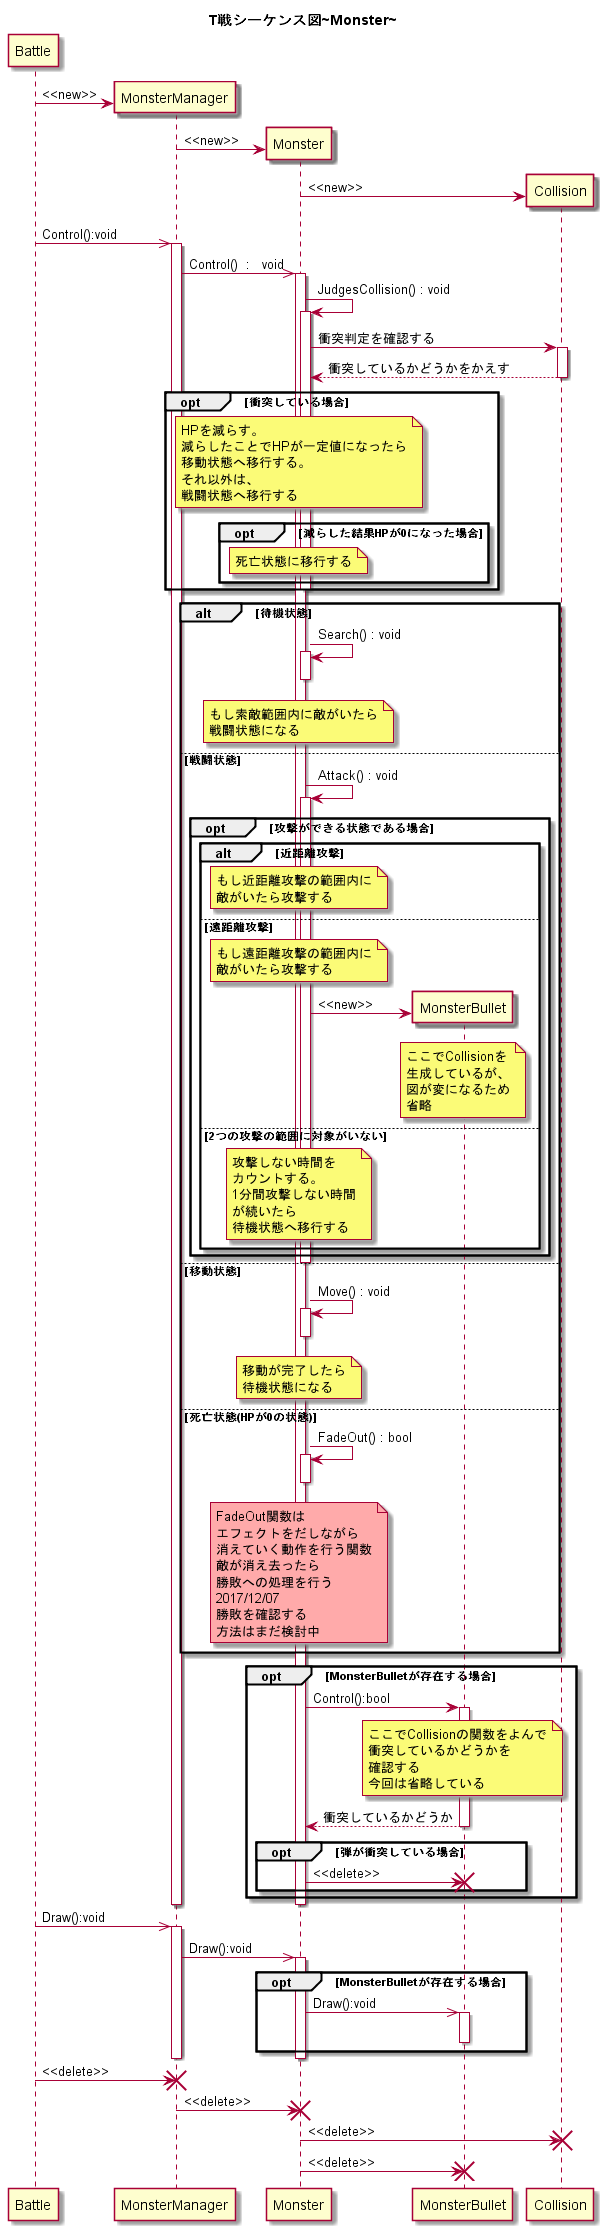 T戦シーケンス図~Monster~
Battle
<<new>>
MonsterManager
<<new>>
Monster
<<new>>
Collision
Control():void
Control() : void
JudgesCollision() : void
衝突判定を確認する
衝突しているかどうかをかえす
opt [衝突している場合]
HPを減らす。
減らしたことでHPが一定値になったら
移動状態へ移行する。
それ以外は、
戦闘状態へ移行する
opt [減らした結果HPが0になった場合]
死亡状態に移行する
alt [待機状態]
Search() : void
もし索敵範囲内に敵がいたら
戦闘状態になる
[戦闘状態]
Attack() : void
opt [攻撃ができる状態である場合]
alt [近距離攻撃]
もし近距離攻撃の範囲内に
敵がいたら攻撃する
[遠距離攻撃]
もし遠距離攻撃の範囲内に
敵がいたら攻撃する
<<new>>
MonsterBullet
ここでCollisionを
生成しているが、
図が変になるため
省略
[2つの攻撃の範囲に対象がいない]
攻撃しない時間を
カウントする。
1分間攻撃しない時間
が続いたら
待機状態へ移行する
[移動状態]
Move() : void
移動が完了したら
待機状態になる
[死亡状態(HPが0の状態)]
FadeOut() : bool
FadeOut関数は
エフェクトをだしながら
消えていく動作を行う関数
敵が消え去ったら
勝敗への処理を行う
2017/12/07
勝敗を確認する
方法はまだ検討中
opt [MonsterBulletが存在する場合]
Control():bool
ここでCollisionの関数をよんで
衝突しているかどうかを
確認する
今回は省略している
衝突しているかどうか
opt [弾が衝突している場合]
<<delete>>
Draw():void
Draw():void
opt [MonsterBulletが存在する場合]
Draw():void
<<delete>>
<<delete>>
<<delete>>
<<delete>>
Battle MonsterManager Monster MonsterBullet Collision